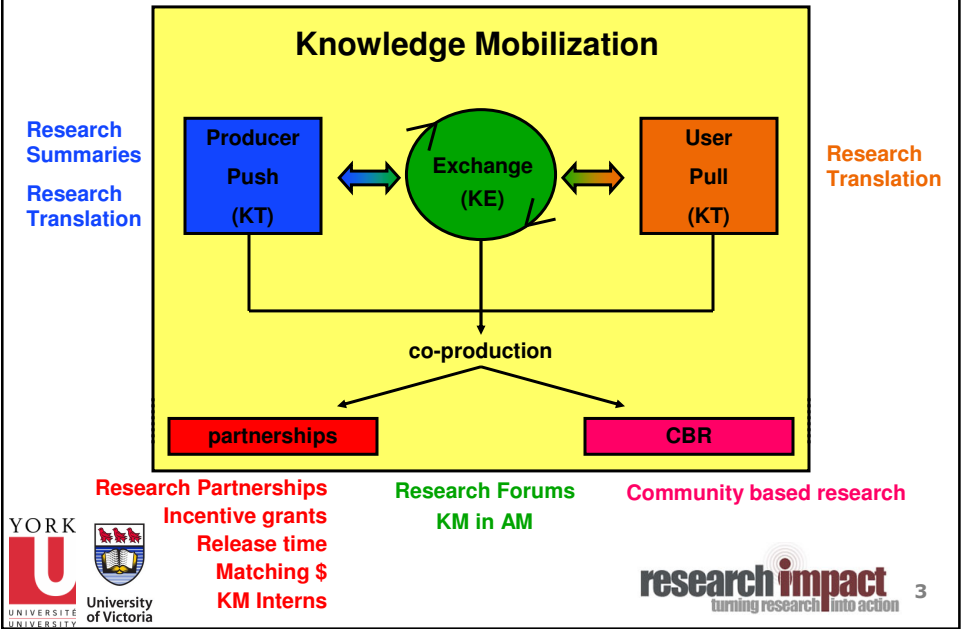 Knowledge Mobilization
Research
Summaries
Research
Translation
Producer
Push
(KT)
Exchange
(KE)
User
Pull
(KT)
Research
Translation
co-production
partnerships
CBR
Research Partnerships
Incentive grants
Release time
Matching $
KM Interns
Research Forums
KM in AM
Community based research
YORK
U
UNIVERSITÉ
UNIVERSITY
University
of Victoria
research impact
turning research into action
3